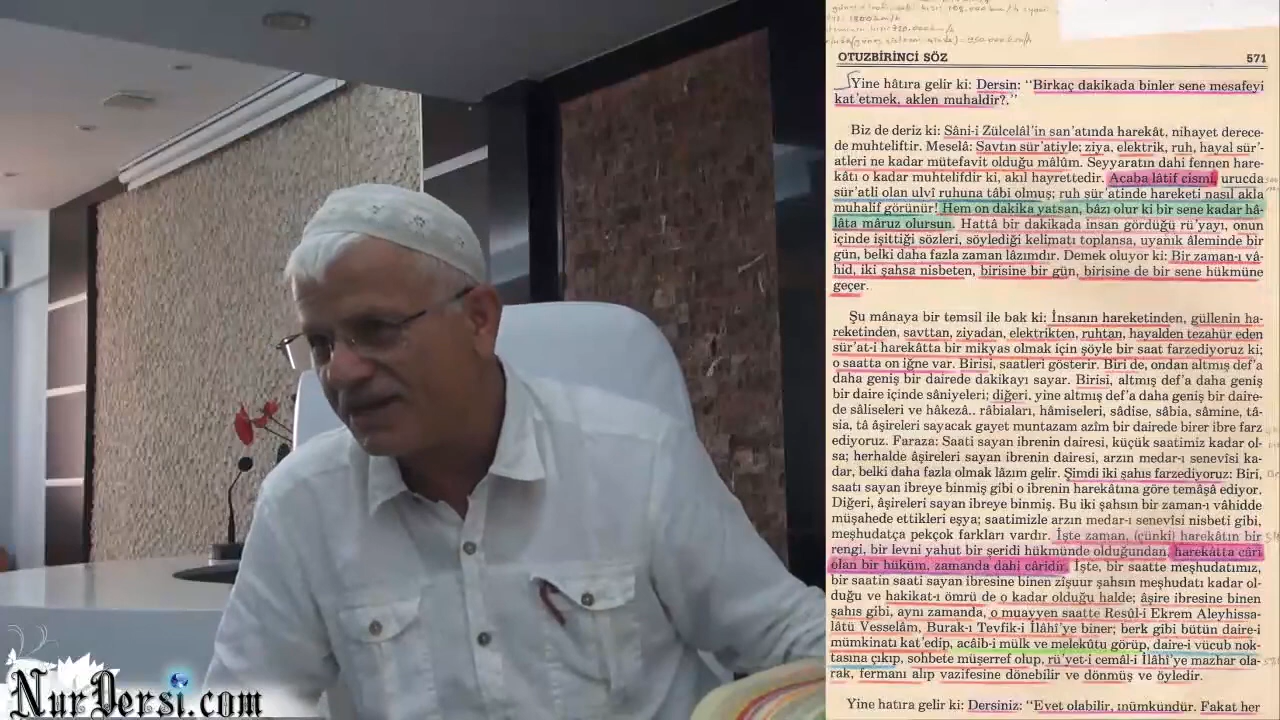 OTUZBİRİNCİ SÖZ 571
Yine hâtıra gelir ki: Dersin: "Birkaç dakikada binler sene mesafeyi
kat'etmek, aklen muhaldir?."
Biz de deriz ki: Sâni-i Zülcelâl'in san'atında harekât, nihayet derece-
de muhteliftir. Meselâ: Savtın sür'atiyle; ziya, elektrik, ruh, hayal sür'-
atleri ne kadar mütefavit olduğu mâlûm. Seyyaratın dahi fennen hare-
kâtı o kadar muhtelifdir ki, akıl hayrettedir. Acaba lâtif cismi, urucda
sür'atli olan ulvî ruhuna tâbi olmuş; ruh sür'atinde hareketi nasıl akla
muhalif görünür! Hem on dakika yatsan, bâzı olur ki bir sene kadar hâ-
lâta mâruz olursun. Hattâ bir dakikada insan gördüğü rü'yayı, onun
içinde işittiği sözleri, söylediği kelimatı toplansa, uyanık âleminde bir
gün, belki daha fazla zaman lâzımdır. Demek oluyor ki: Bir zaman-ı vâ-
hid, iki şahsa nisbeten, birisine bir gün, birisine de bir sene hükmüne
geçer.
Şu mânaya bir temsil ile bak ki: İnsanın hareketinden, güllenin ha-
reketinden, savttan, ziyadan, elektrikten, ruhtan, hayalden tezahür eden
sür'at-i harekâtta bir mikyas olmak için şöyle bir saat farzediyoruz ki;
o saatta on iğne var. Birisi, saatleri gösterir. Biri de, ondan altmış def'a
daha geniş bir dairede dakikayı sayar. Birisi, altmış def'a daha geniş
bir daire içinde sâniyeleri; diğeri, yine altmış def'a daha geniş bir daire-
de sâliseleri ve hâkezâ.. râbiaları, hâmiseleri, sâdise, sâbia, sâmine, tâ-
sia, tâ âşireleri sayacak gayet muntazam azîm bir dairede birer ibre farz
ediyoruz. Faraza: Saati sayan ibrenin dairesi, küçük saatimiz kadar ol-
sa; herhalde âşireleri sayan ibrenin dairesi, arzın medar-ı senevîsi ka-
dar, belki daha fazla olmak lâzım gelir. Şimdi iki şahıs farzediyoruz: Biri,
saatı sayan ibreye binmiş gibi o ibrenin harekâtına göre temâşâ ediyor.
Diğeri, âşireleri sayan ibreye binmiş. Bu iki şahsın bir zaman-ı vâhidde
müşahede ettikleri eşya; saatimizle arzın medar-ı senevîsi nisbeti gibi,
meşhudatça pekçok farkları vardır. İşte zaman, (çünki) harekâtın bir
rengi, bir levni yahut bir şeridi hükmünde olduğundan, harekâtta câri
olan bir hüküm, zamanda dahi câridir. İşte, bir saatte meşhudatımız,
bir saatin saati sayan ibresine binen zîşuur şahsın meşhudatı kadar ol-
duğu ve hakikat-ı ömrü de o kadar olduğu halde; âşire ibresine binen
şahıs gibi, aynı zamanda, o muayyen saatte Resûl-i Ekrem Aleyhissa-
lâtü Vesselâm, Burak-ı Tevfik-i İlâhî'ye biner; berk gibi bütün daire-i
mümkinatı kat'edip, acâib-i mülk ve melekûtu görüp, daire-i vücub nok-
tasına çıkıp, sohbete müşerref olup, rü'yet-i cemâl-i İlâhî'ye mazhar ola-
rak, fermanı alıp vazifesine dönebilir ve dönmüş ve öyledir.
Yine hatıra gelir ki: Dersiniz: "Evet olabilir, mümkündür. Fakat her
NurDersi.com